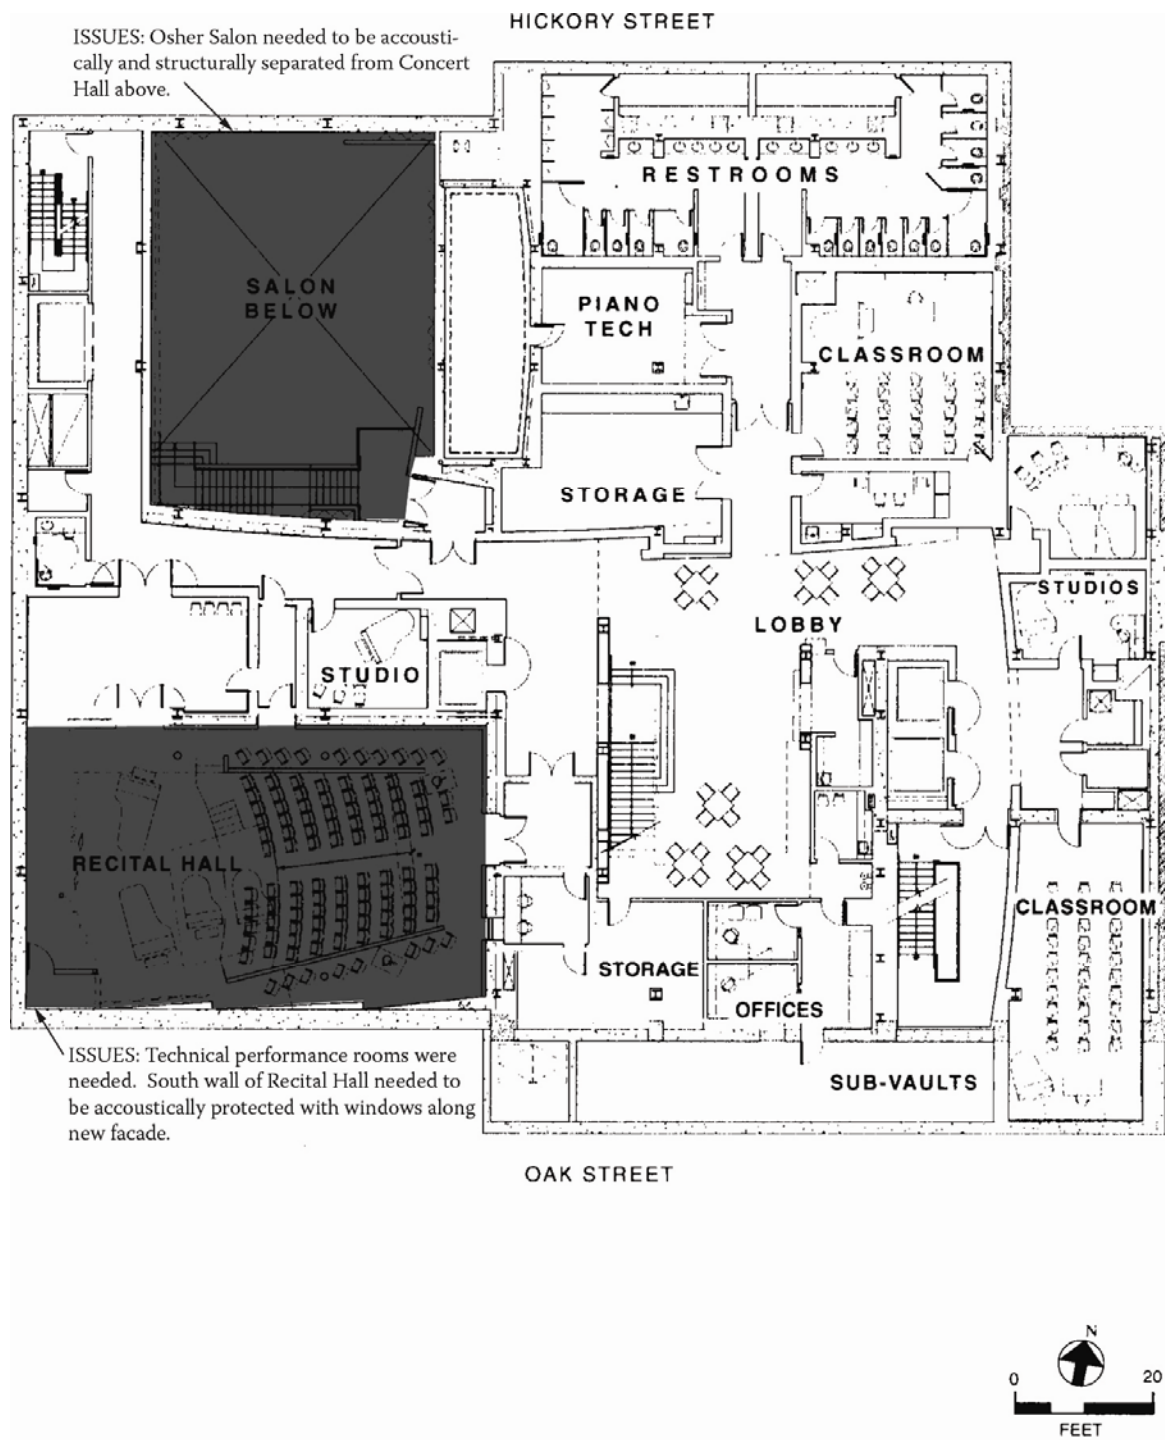 HICKORY STREET
ISSUES: Osher Salon needed to be accousti-
cally and structurally separated from Concert
Hall above.
RESTROOMS
SALON
BELOW
PIANO
TECH
CLASSROOM
STORAGE
STUDIOS
LOBBY
STUDIO
RECITAL HALL
CLASSROOM
STORAGE
OFFICES
ISSUES: Technical performance rooms were
needed. South wall of Recital Hall needed to
be accoustically protected with windows along
new facade.
SUB-VAULTS
OAK STREET
N
0 20
FEET